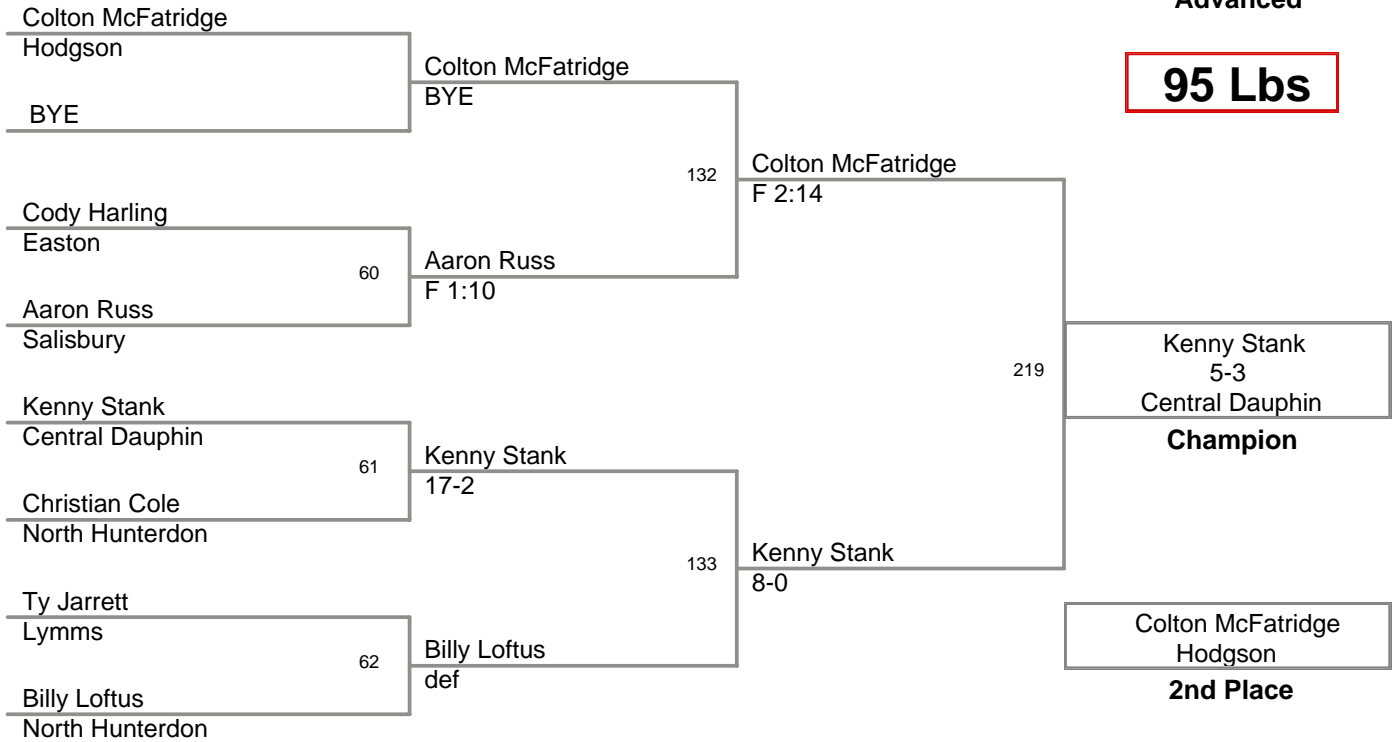 Advanced
95 Lbs
Colton McFatridge
Hodgson
BYE
Cody Harling
Easton
60
Aaron Russ
Salisbury
Kenny Stank
Central Dauphin
61
Christian Cole
North Hunterdon
Ty Jarrett
Lymms
62
Billy Loftus
North Hunterdon
Colton McFatridge
BYE
132
Aaron Russ
F 1:10
Kenny Stank
17-2
133
Billy Loftus
def
Colton McFatridge
F 2:14
219
Kenny Stank
8-0
Kenny Stank
5-3
Central Dauphin
Champion
Colton McFatridge
Hodgson
2nd Place